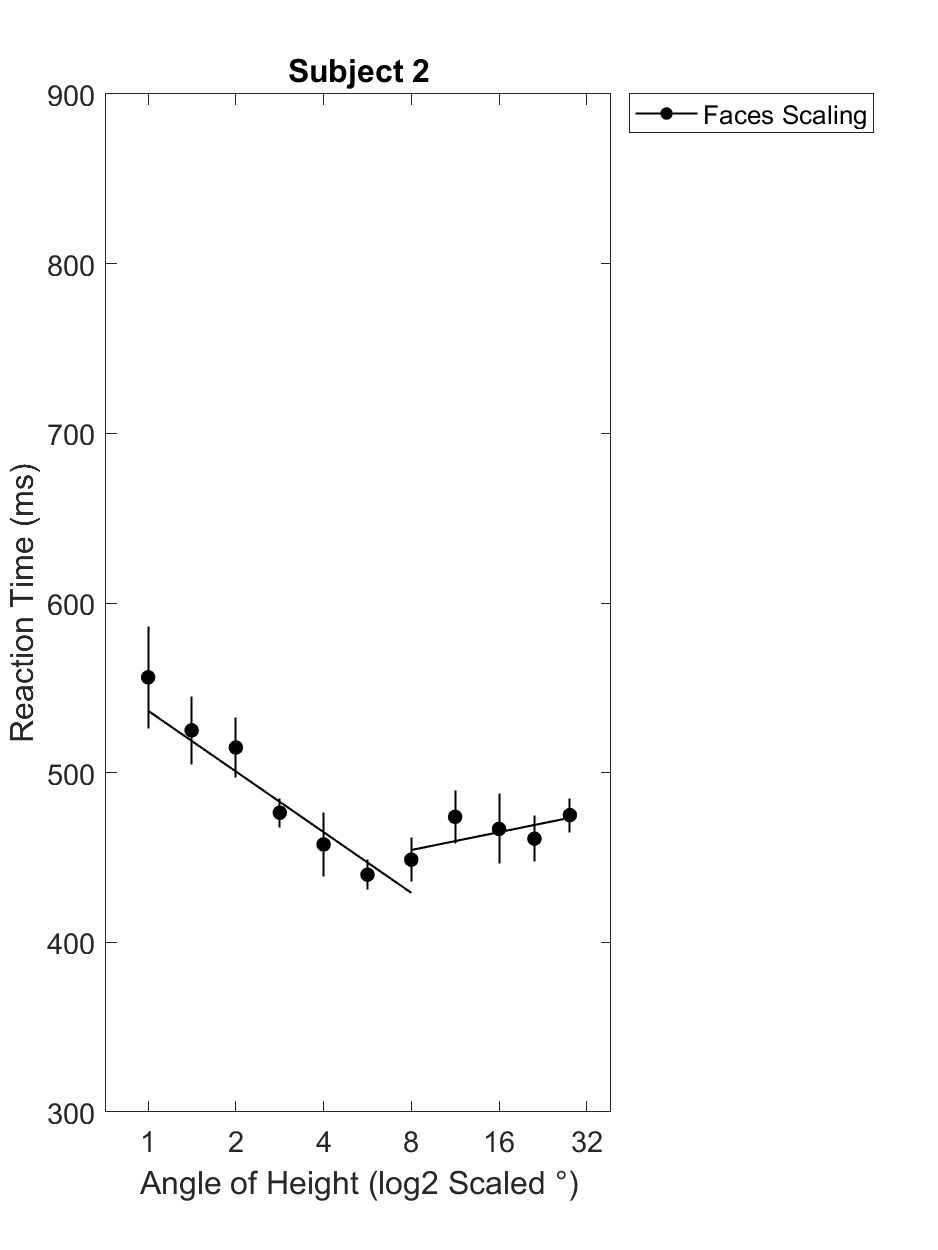 Subject 2
Faces Scaling
900
800
700
600
500
400
300
Reaction Time (ms)
1 2 4 8 16 32
Angle of Height (log2 Scaled °)